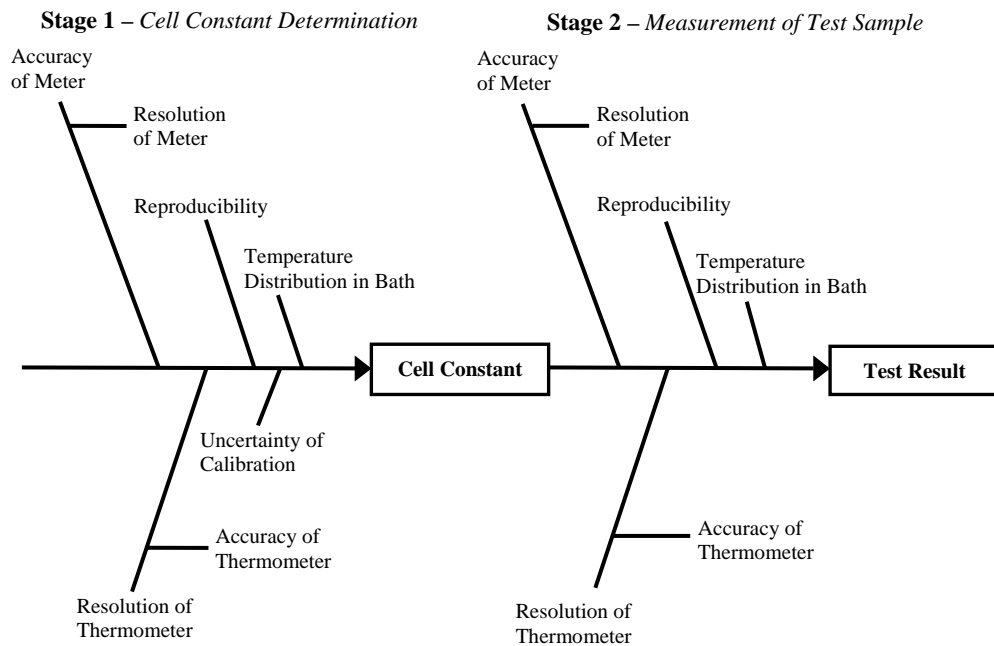 Stage 1 – Cell Constant Determination
Accuracy
of Meter
Resolution
of Meter
Reproducibility
Temperature
Distribution in Bath
Cell Constant
Uncertainty of
Calibration
Accuracy of
Thermometer
Resolution of
Thermometer
Stage 2 – Measurement of Test Sample
Accuracy
of Meter
Resolution
of Meter
Reproducibility
Temperature
Distribution in Bath
Test Result
Accuracy of
Thermometer
Resolution of
Thermometer